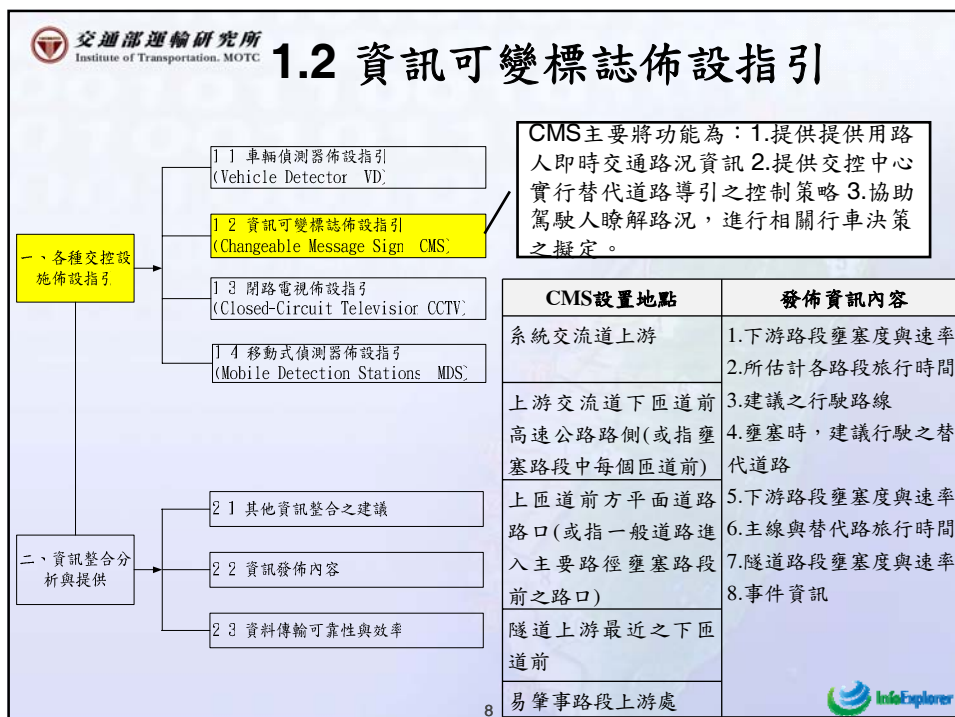 交通部運輸研究所
Institute of Transportation. MOTC
1.2 資訊可變標誌佈設指引
CMS主要將功能為：1.提供提供用路
人即時交通路況資訊 2.提供交控中心
實行替代道路導引之控制策略 3.協助
駕駛人瞭解路況，進行相關行車決策
之擬定。
一、各種交控設
施佈設指引
1 1 車輛偵測器佈設指引
(Vehicle Detector VD)
1 2 資訊可變標誌佈設指引
(Changeable Message Sign CMS)
1 3 閉路電視佈設指引
(Closed-Circuit Television CCTV)
1 4 移動式偵測器佈設指引
(Mobile Detection Stations MDS)
二、資訊整合分
析與提供
2 1 其他資訊整合之建議
2 2 資訊發佈內容
2 3 資料傳輸可靠性與效率
CMS設置地點
發佈資訊內容
系統交流道上游
上游交流道下匝道前
高速公路路側(或指壅
塞路段中每個匝道前)
上匝道前方平面道路
路口(或指一般道路進
入主要路徑壅塞路段
前之路口)
隧道上游最近之下匝
道前
易肇事路段上游處
1.下游路段壅塞度與速率
2.所估計各路段旅行時間
3.建議之行駛路線
4.壅塞時，建議行駛之替
代道路
5.下游路段壅塞度與速率
6.主線與替代路旅行時間
7.隧道路段壅塞度與速率
8.事件資訊
8
InfoExplorer